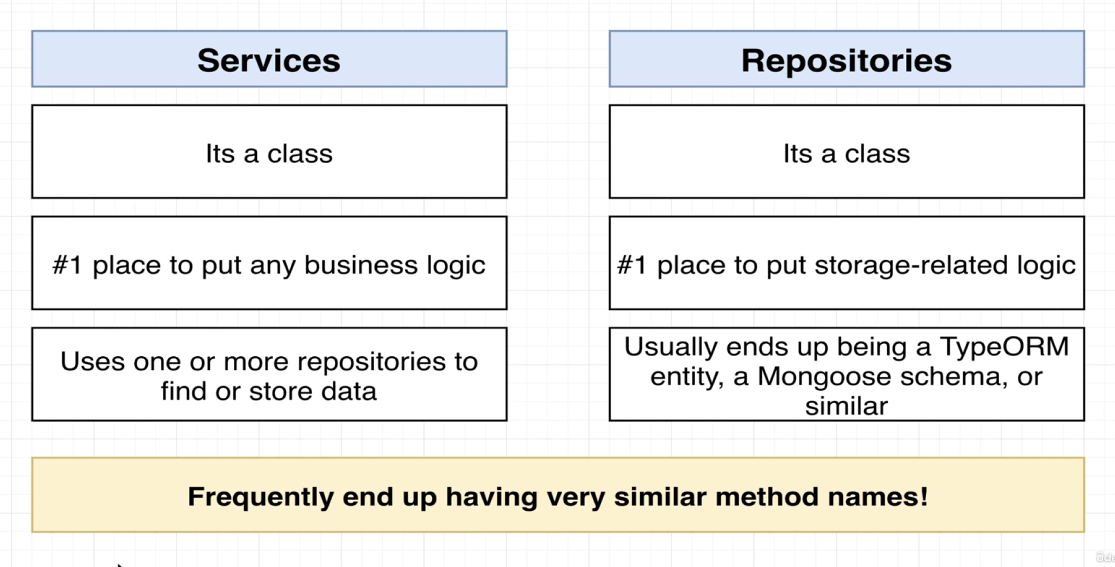 Services
Repositories
Its a class
Its a class
#1 place to put any business logic
#1 place to put storage-related logic
Uses one or more repositories to
find or store data
Usually ends up being a TypeORM
entity, a Mongoose schema, or
similar
Frequently end up having very similar method names!